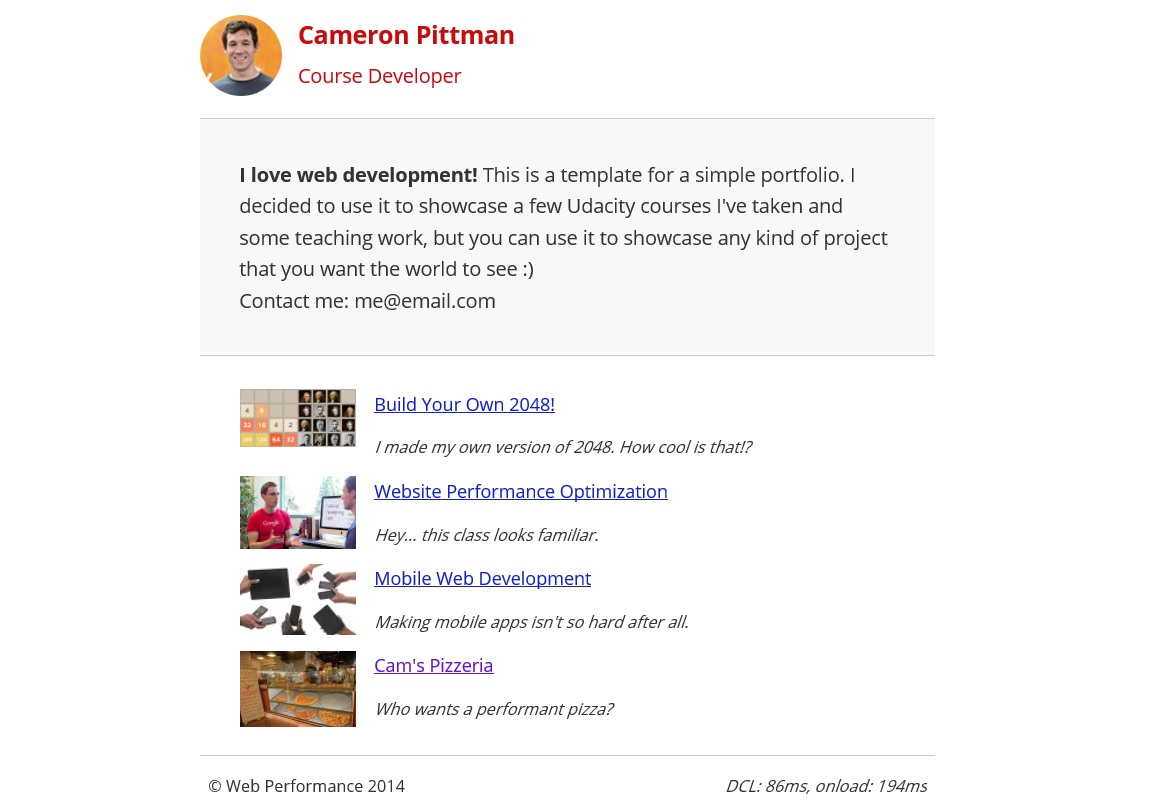 Cameron Pittman
Course Developer
I love web development! This is a template for a simple portfolio. I
decided to use it to showcase a few Udacity courses I've taken and
some teaching work, but you can use it to showcase any kind of project
that you want the world to see :)
Contact me: me@email.com
Build Your Own 2048!
I made my own version of 2048. How cool is that!?
Website Performance Optimization
Hey... this class looks familiar.
Mobile Web Development
Making mobile apps isn't so hard after all.
Cam's Pizzeria
Who wants a performant pizza?
© Web Performance 2014
DCL: 86ms, onload: 194ms